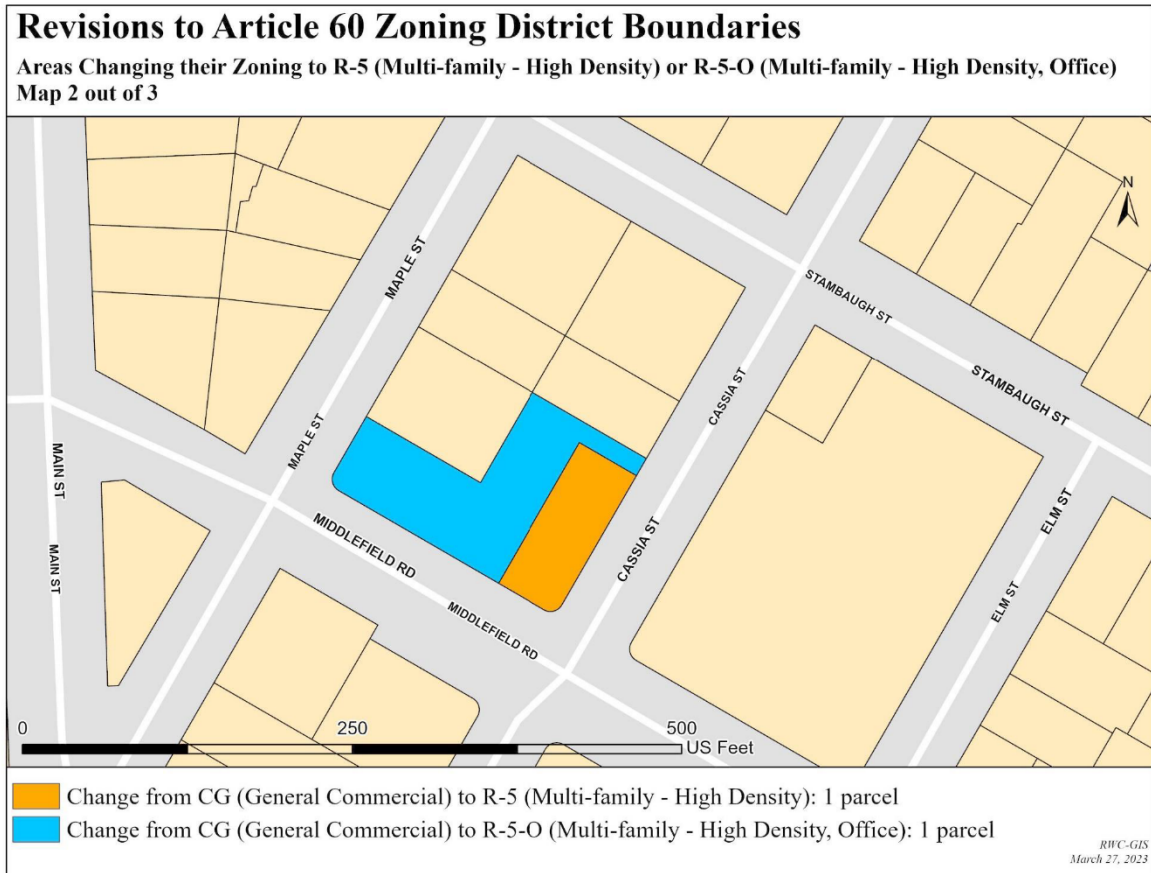 Revisions to Article 60 Zoning District Boundaries
Areas Changing their Zoning to R-5 (Multi-family - High Density) or R-5-O (Multi-family - High Density, Office)
Map 2 out of 3
N
MAPLE ST
STAMBAUGH ST
STAMBAUGH ST
CASSIA ST
MAPLE ST
MAIN ST
MAIN ST
MIDDLEFIELD RD
MIDDLEFIELD RD
CASSIA ST
ELM ST
ELM ST
0 250 500
US Feet
Change from CG (General Commercial) to R-5 (Multi-family - High Density): 1 parcel
Change from CG (General Commercial) to R-5-O (Multi-family - High Density, Office): 1 parcel
RWC-GIS
March 27, 2023